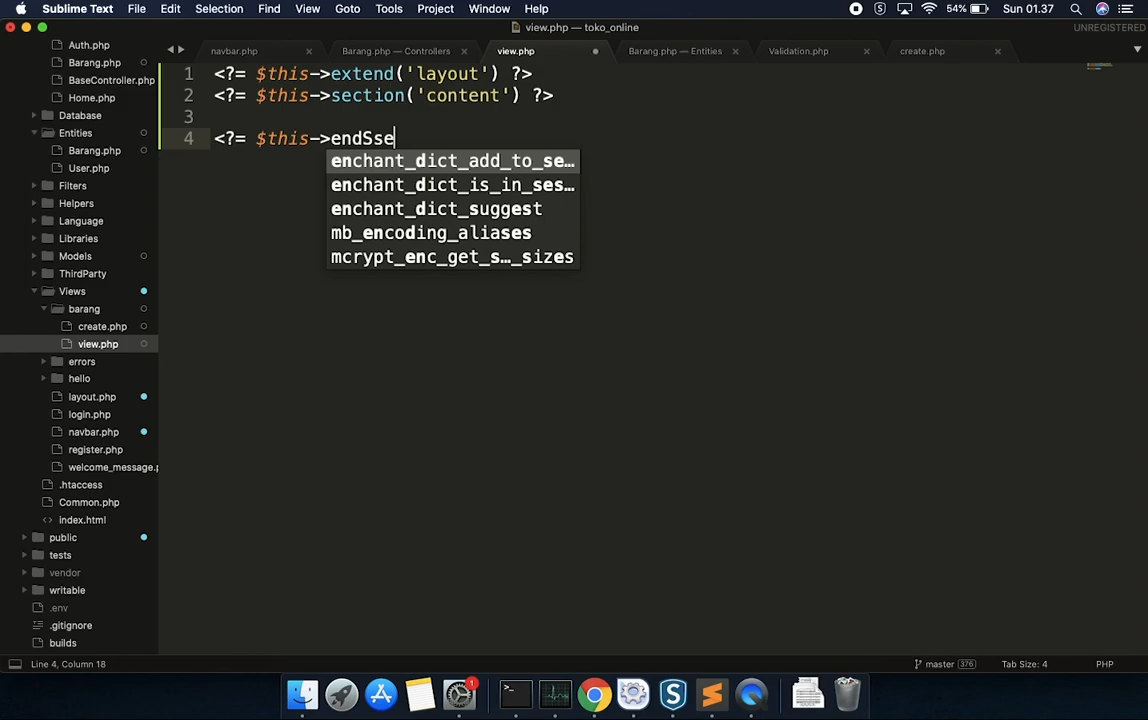 Sublime Text File Edit Selection Find View Goto Tools Project Window Help 54% Sun 01.37
view.php — toko_online UNREGISTERED
navbar.php Barang.php — Controllers view.php Barang.php — Entities Validation.php create.php
Auth.php
Barang.php
BaseController.php
Home.php
Database
Entities
Barang.php
User.php
Filters
Helpers
Language
Libraries
Models
ThirdParty
Views
barang
create.php
view.php
errors
hello
layout.php
login.php
navbar.php
register.php
welcome_message.p
.htaccess
Common.php
index.html
public
tests
vendor
writable
.env
.gitignore
builds
1 <?= $this->extend('layout') ?>
2 <?= $this->section('content') ?>
3
4 <?= $this->endSse
enchant_dict_add_to_se…
enchant_dict_is_in_ses…
enchant_dict_suggest
mb_encoding_aliases
mcrypt_enc_get_s…_sizes
Line 4, Column 18 master 376 Tab Size: 4 PHP
1